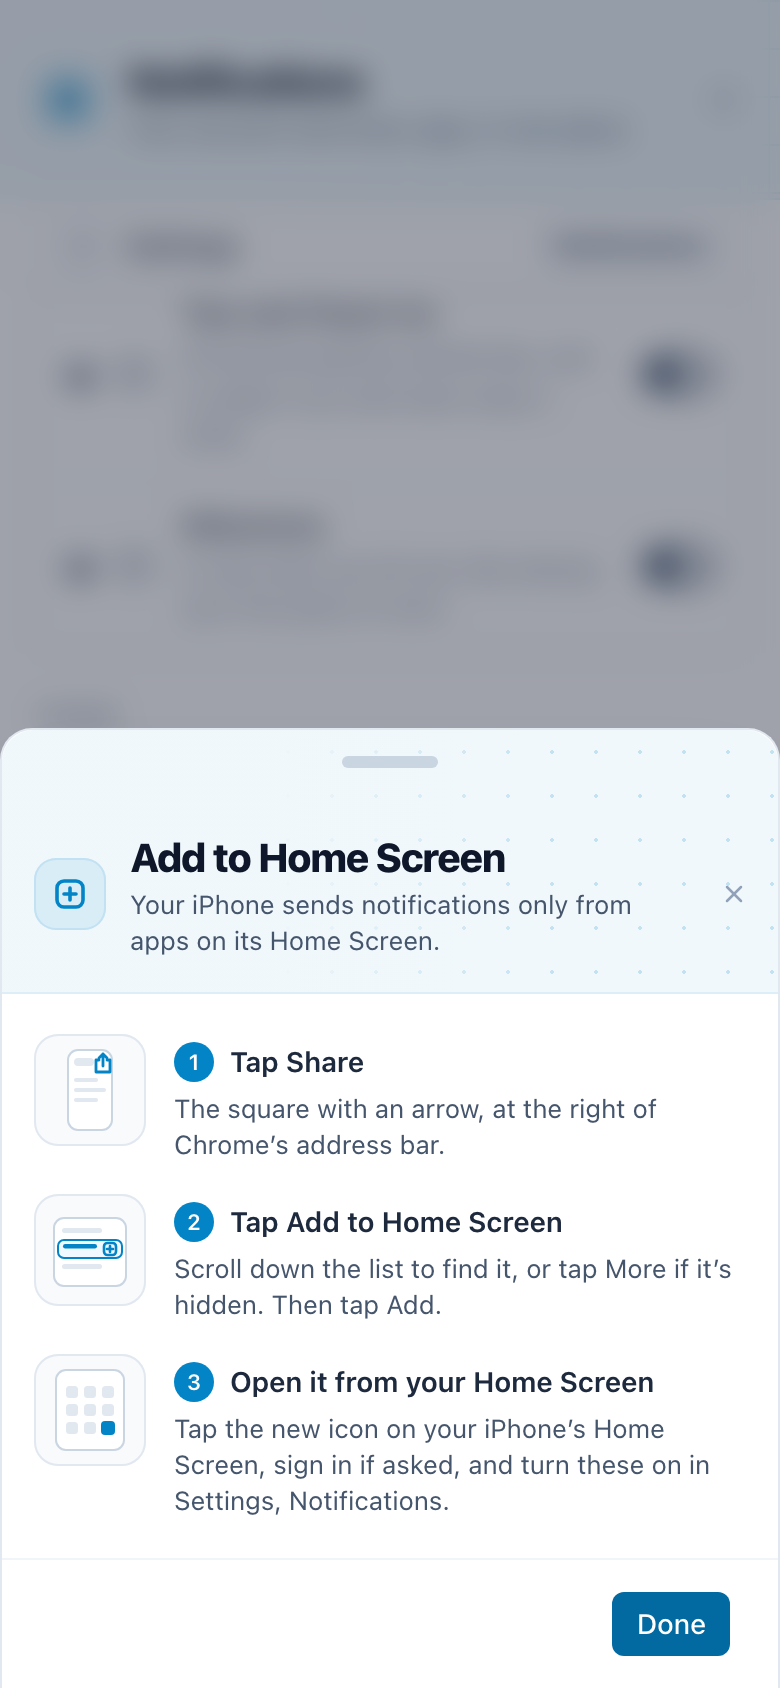 Add to Home Screen
Your iPhone sends notifications only from
apps on its Home Screen.
1 Tap Share
The square with an arrow, at the right of
Chrome’s address bar.
2 Tap Add to Home Screen
Scroll down the list to find it, or tap More if it’s
hidden. Then tap Add.
3 Open it from your Home Screen
Tap the new icon on your iPhone’s Home
Screen, sign in if asked, and turn these on in
Settings, Notifications.
Done